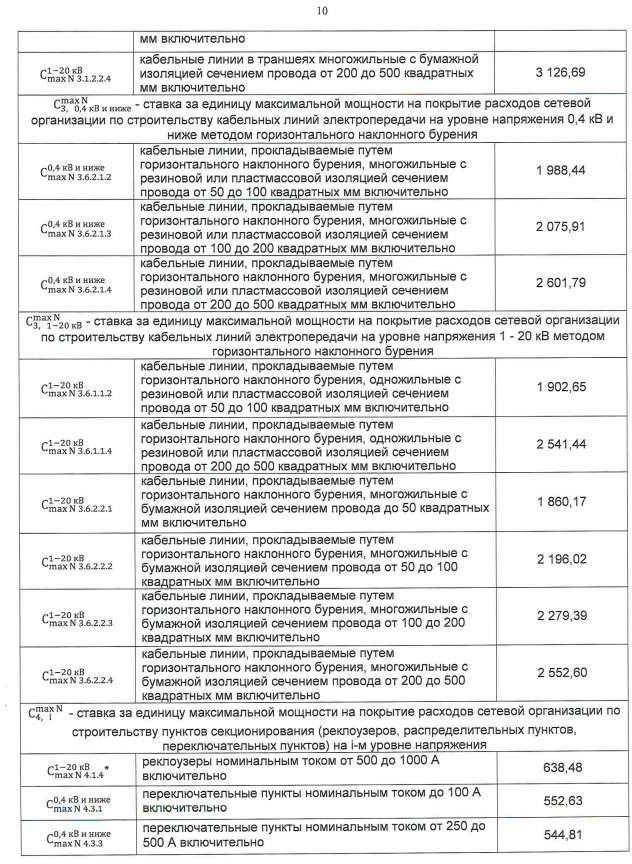 10
мм включительно
C 1−20 кВ max N 3.1.2.2.4
кабельные линии в траншеях многожильные с бумажной
изоляцией сечением провода от 200 до 500 квадратных
мм включительно
3 126,69
C max N 3, 0,4 кВ и ниже - ставка за единицу максимальной мощности на покрытие расходов сетевой
организации по строительству кабельных линий электропередачи на уровне напряжения 0,4 кВ и
ниже методом горизонтального наклонного бурения
C 0,4 кВ и ниже max N 3.6.2.1.2
кабельные линии, прокладываемые путем
горизонтального наклонного бурения, многожильные с
резиновой или пластмассовой изоляцией сечением
провода от 50 до 100 квадратных мм включительно
1 988,44
C 0,4 кВ и ниже max N 3.6.2.1.3
кабельные линии, прокладываемые путем
горизонтального наклонного бурения, многожильные с
резиновой или пластмассовой изоляцией сечением
провода от 100 до 200 квадратных мм включительно
2 075,91
C 0,4 кВ и ниже max N 3.6.2.1.4
кабельные линии, прокладываемые путем
горизонтального наклонного бурения, многожильные с
резиновой или пластмассовой изоляцией сечением
провода от 200 до 500 квадратных мм включительно
2 601,79
C max N 3, 1−20 кВ - ставка за единицу максимальной мощности на покрытие расходов сетевой организации
по строительству кабельных линий электропередачи на уровне напряжения 1 - 20 кВ методом
горизонтального наклонного бурения
C 1−20 кВ max N 3.6.1.1.2
кабельные линии, прокладываемые путем
горизонтального наклонного бурения, одножильные с
резиновой или пластмассовой изоляцией сечением
провода от 50 до 100 квадратных мм включительно
1 902,65
C 1−20 кВ max N 3.6.1.1.4
кабельные линии, прокладываемые путем
горизонтального наклонного бурения, одножильные с
резиновой или пластмассовой изоляцией сечением
провода от 200 до 500 квадратных мм включительно
2 541,44
C 1−20 кВ max N 3.6.2.2.1
кабельные линии, прокладываемые путем
горизонтального наклонного бурения, многожильные с
бумажной изоляцией сечением провода до 50 квадратных
мм включительно
1 860,17
C 1−20 кВ max N 3.6.2.2.2
кабельные линии, прокладываемые путем
горизонтального наклонного бурения, многожильные с
бумажной изоляцией сечением провода от 50 до 100
квадратных мм включительно
2 196,02
C 1−20 кВ max N 3.6.2.2.3
кабельные линии, прокладываемые путем
горизонтального наклонного бурения, многожильные с
бумажной изоляцией сечением провода от 100 до 200
квадратных мм включительно
2 279,39
C 1−20 кВ max N 3.6.2.2.4
кабельные линии, прокладываемые путем
горизонтального наклонного бурения, многожильные с
бумажной изоляцией сечением провода от 200 до 500
квадратных мм включительно
2 552,60
C max N 4, i - ставка за единицу максимальной мощности на покрытие расходов сетевой организации по
строительству пунктов секционирования (реклоузеров, распределительных пунктов,
переключательных пунктов) на i-м уровне напряжения
C 1−20 кВ max N 4.1.4 *
реклоузеры номинальным током от 500 до 1000 А
включительно
638,48
C 0,4 кВ и ниже max N 4.3.1
переключательные пункты номинальным током до 100 А
включительно
552,63
C 0,4 кВ и ниже max N 4.3.3
переключательные пункты номинальным током от 250 до
500 А включительно
544,81